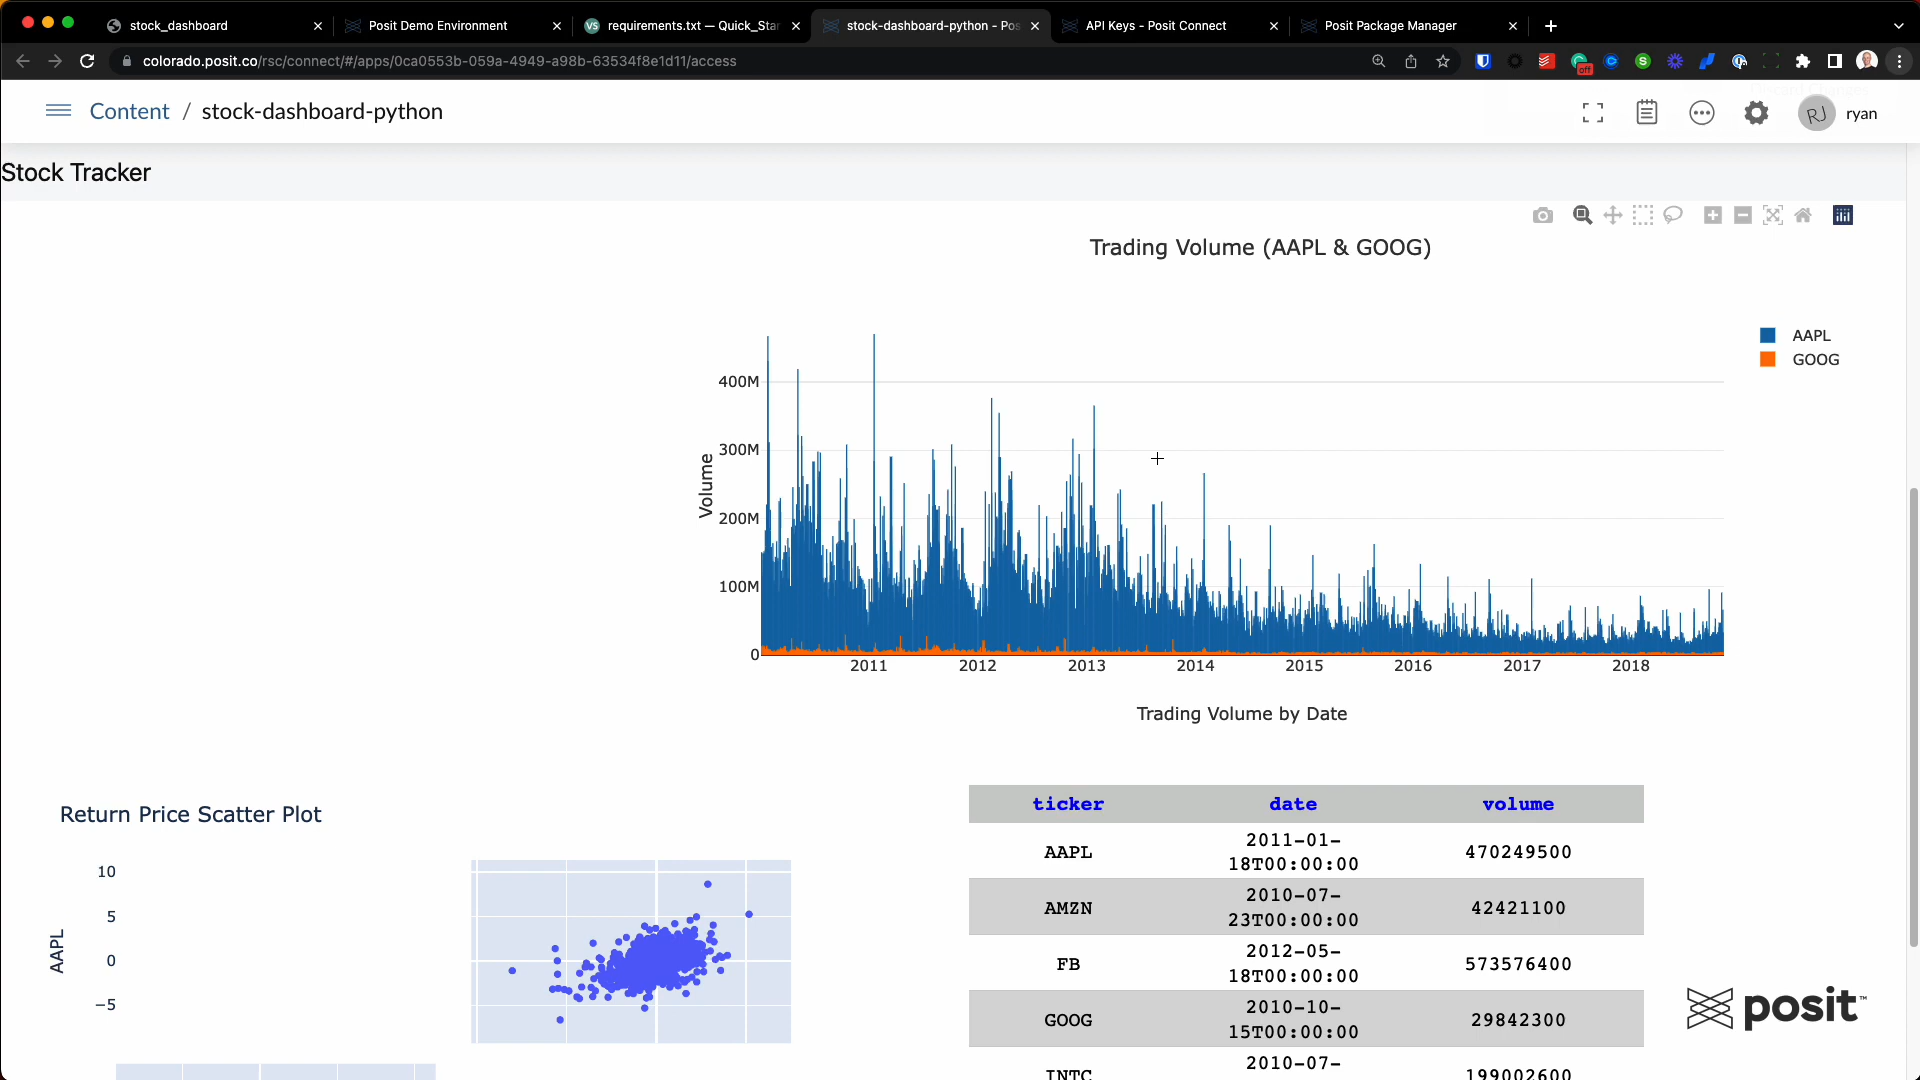 stock_dashboard
Posit Demo Environment
requirements.txt — Quick_Star
stock-dashboard-python - Pos
API Keys - Posit Connect
Posit Package Manager
colorado.posit.co/rsc/connect/#/apps/0ca0553b-059a-4949-a98b-63534f8e1d11/access
Content / stock-dashboard-python
RJ ryan
Stock Tracker
Trading Volume (AAPL & GOOG)
AAPL
GOOG
400M
300M
200M
100M
0
Volume
2011 2012 2013 2014 2015 2016 2017 2018
Trading Volume by Date
Return Price Scatter Plot
10
5
0
−5
AAPL
ticker date volume
AAPL 2011-01-18T00:00:00 470249500
AMZN 2010-07-23T00:00:00 42421100
FB 2012-05-18T00:00:00 573576400
GOOG 2010-10-15T00:00:00 29842300
INTC 2010-07- 199002600
posit™